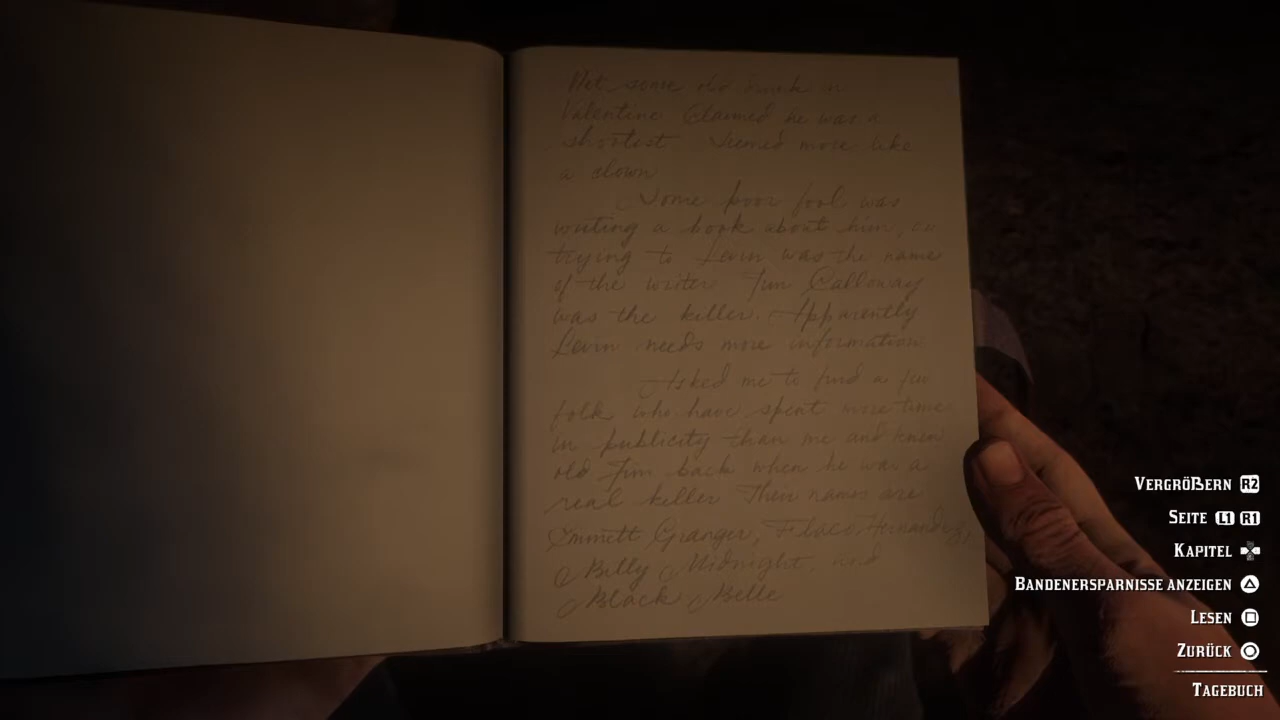 Met some old drunk in
Valentine. Claimed he was a
shootist. Seemed more like
a clown.
Some poor fool was
writing a book about him, or
trying to. Levin was the name
of the writer. Jim Calloway
was the killer. Apparently
Levin needs more information.
Asked me to find a few
folk who have spent more time
in publicity than me and knew
old Jim back when he was a
real killer. Their names are
Emmett Granger, Flaco Hernandez,
Billy Midnight, and
Black Belle
VERGRÖẞERN R2
SEITE L1 R1
KAPITEL
BANDENERSPARNISSE ANZEIGEN
LESEN
ZURÜCK
TAGEBUCH